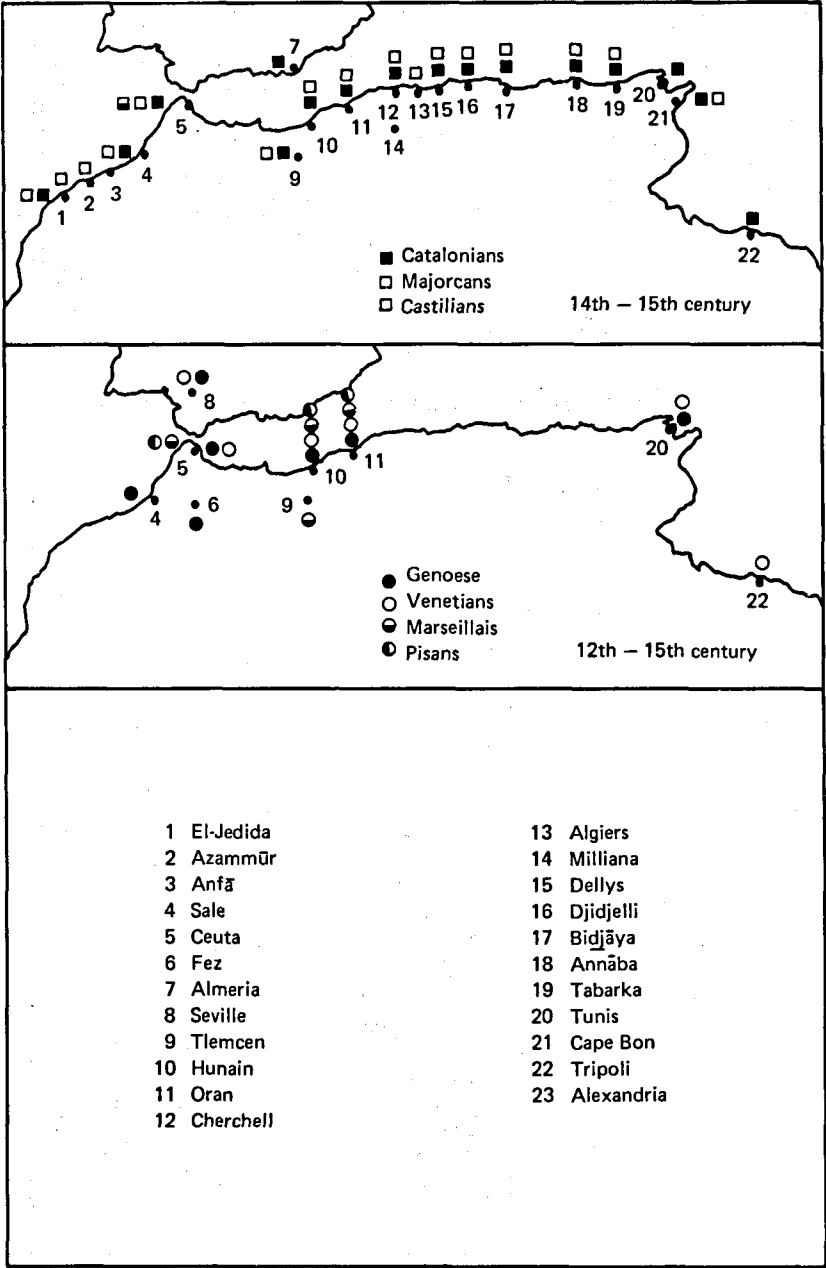 7
5
4
3
2
1
9
10
11
12
13
14
15
16
17
18
19
20
21
22
Catalonians
Majorcans
Castilians
14th – 15th century
8
5
4
6
9
10
11
20
22
Genoese
Venetians
Marseillais
Pisans
12th – 15th century
1 El-Jedida
2 Azammūr
3 Anfā
4 Sale
5 Ceuta
6 Fez
7 Almeria
8 Seville
9 Tlemcen
10 Hunain
11 Oran
12 Cherchell
13 Algiers
14 Milliana
15 Dellys
16 Djidjelli
17 Bidjāya
18 Annāba
19 Tabarka
20 Tunis
21 Cape Bon
22 Tripoli
23 Alexandria